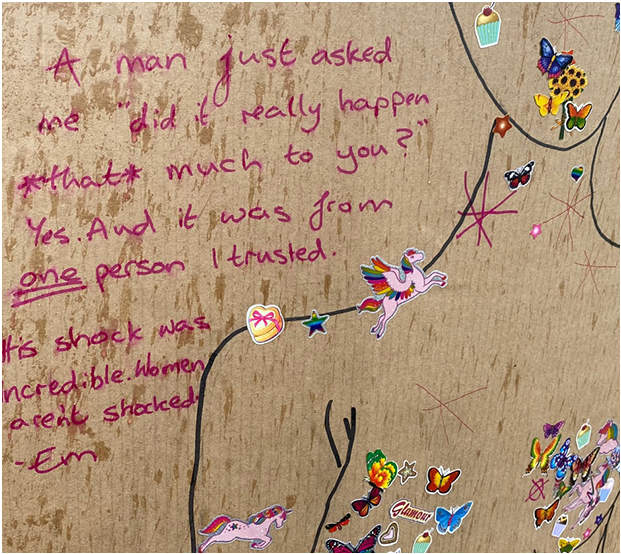 A man just asked
me "did it really happen
*that* much to you?"
Yes. And it was from
one person I trusted.
His shock was
incredible. Women
aren't shocked.
- Em
Glamour